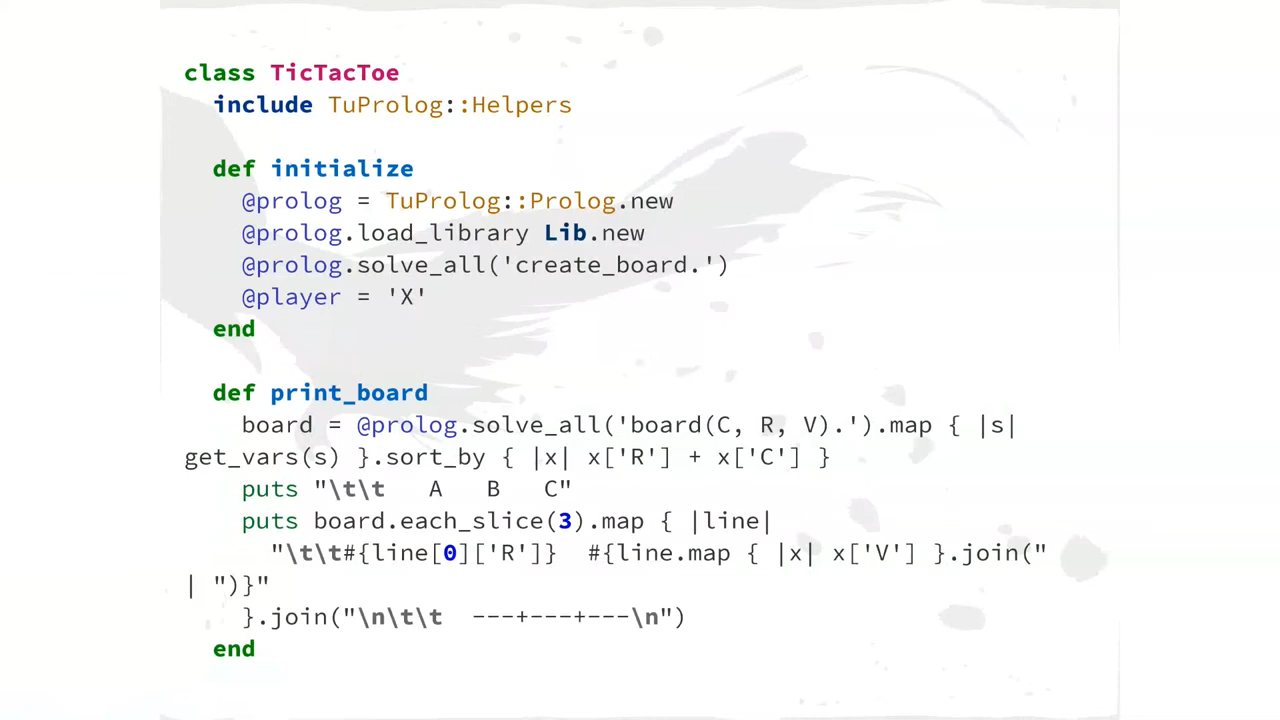 class TicTacToe
  include TuProlog::Helpers

  def initialize
    @prolog = TuProlog::Prolog.new
    @prolog.load_library Lib.new
    @prolog.solve_all('create_board.')
    @player = 'X'
  end

  def print_board
    board = @prolog.solve_all('board(C, R, V).').map { |s|
get_vars(s) }.sort_by { |x| x['R'] + x['C'] }
    puts "\t\t   A   B   C"
    puts board.each_slice(3).map { |line|
      "\t\t#{line[0]['R']}  #{line.map { |x| x['V'] }.join("
| ")}"
    }.join("\n\t\t  ---+---+---\n")
  end